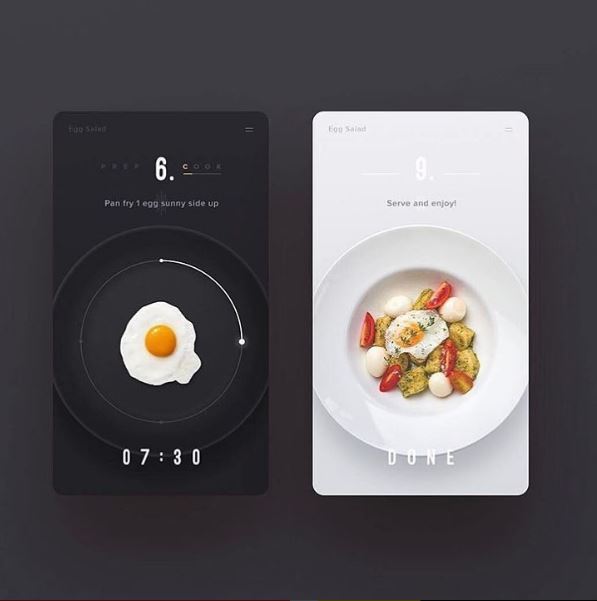 Egg Salad
PREP 6. COOK
Pan fry 1 egg sunny side up
07:30
Egg Salad
9.
Serve and enjoy!
DONE